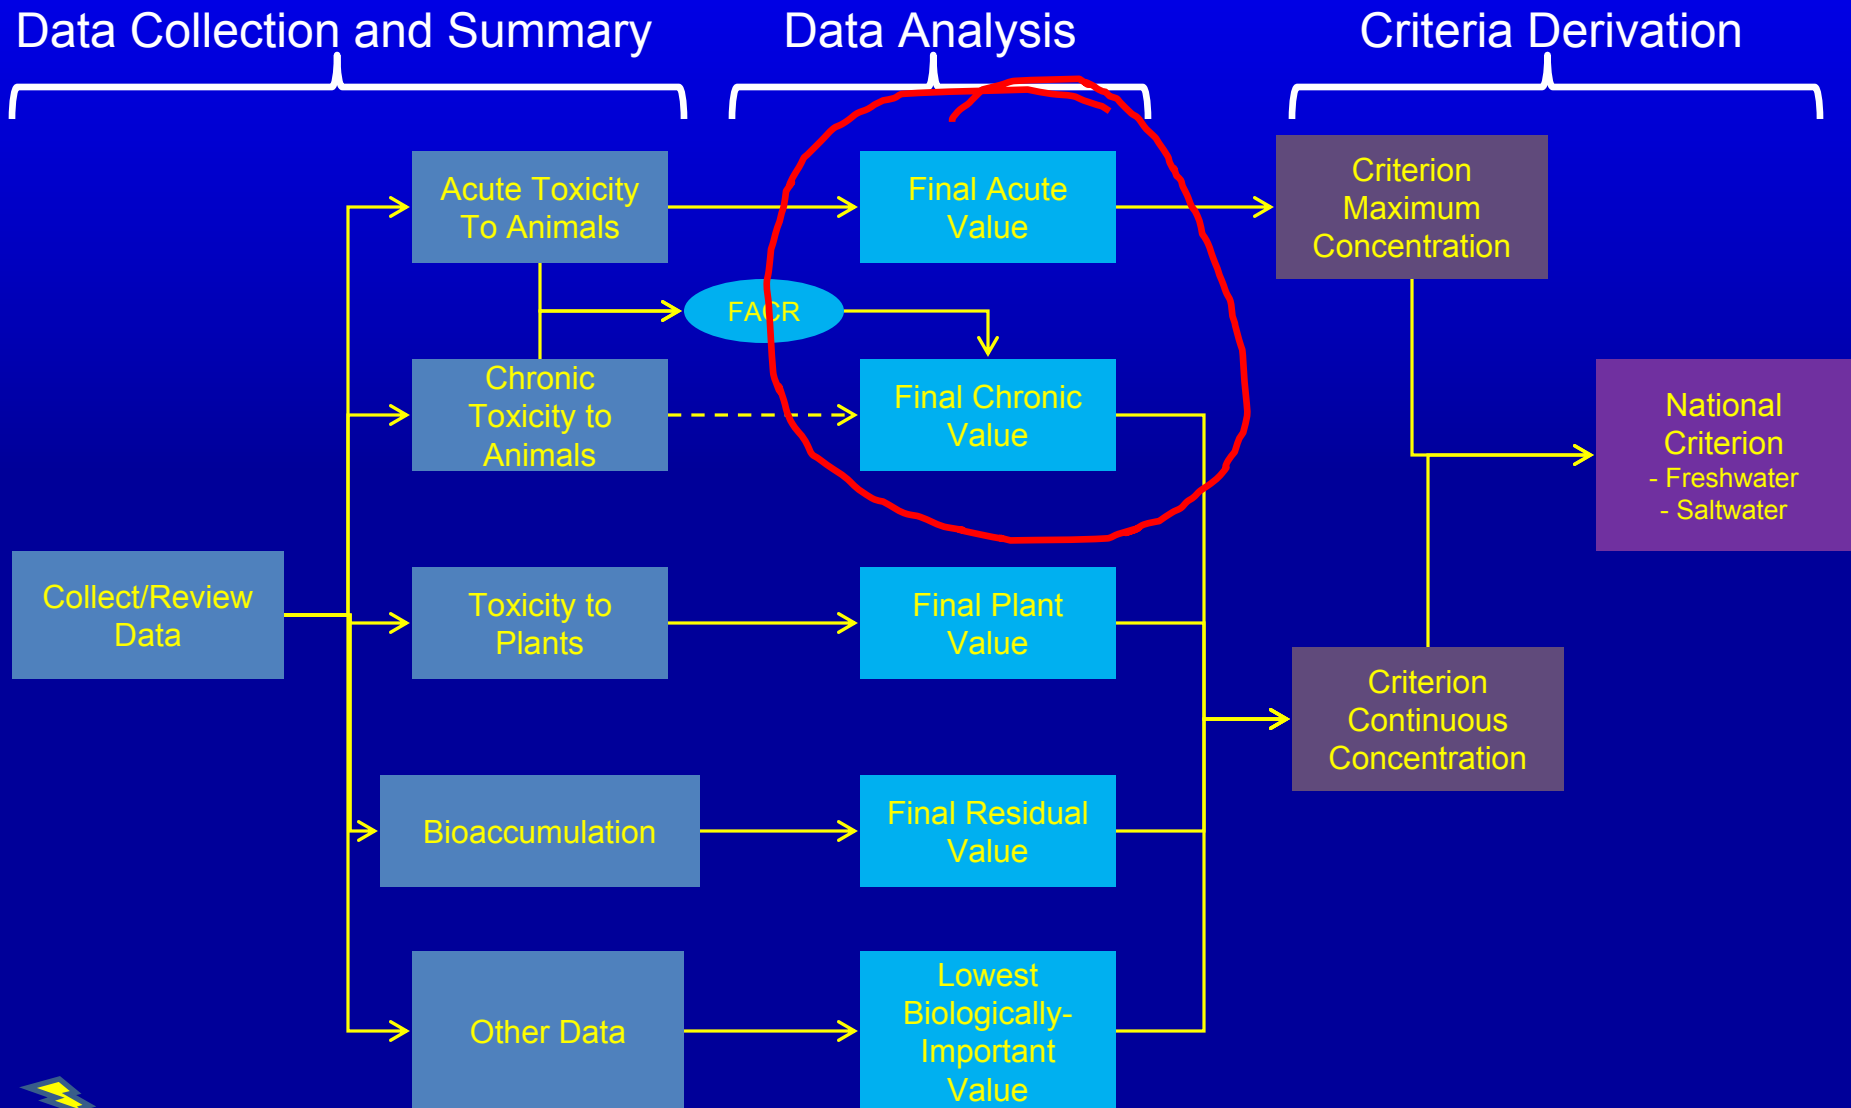 Data Collection and Summary
Data Analysis
Criteria Derivation
Acute Toxicity
To Animals
Final Acute
Value
Criterion
Maximum
Concentration
FACR
Chronic
Toxicity to
Animals
Final Chronic
Value
National
Criterion
- Freshwater
- Saltwater
Collect/Review
Data
Toxicity to
Plants
Final Plant
Value
Criterion
Continuous
Concentration
Bioaccumulation
Final Residual
Value
Other Data
Lowest
Biologically-
Important
Value